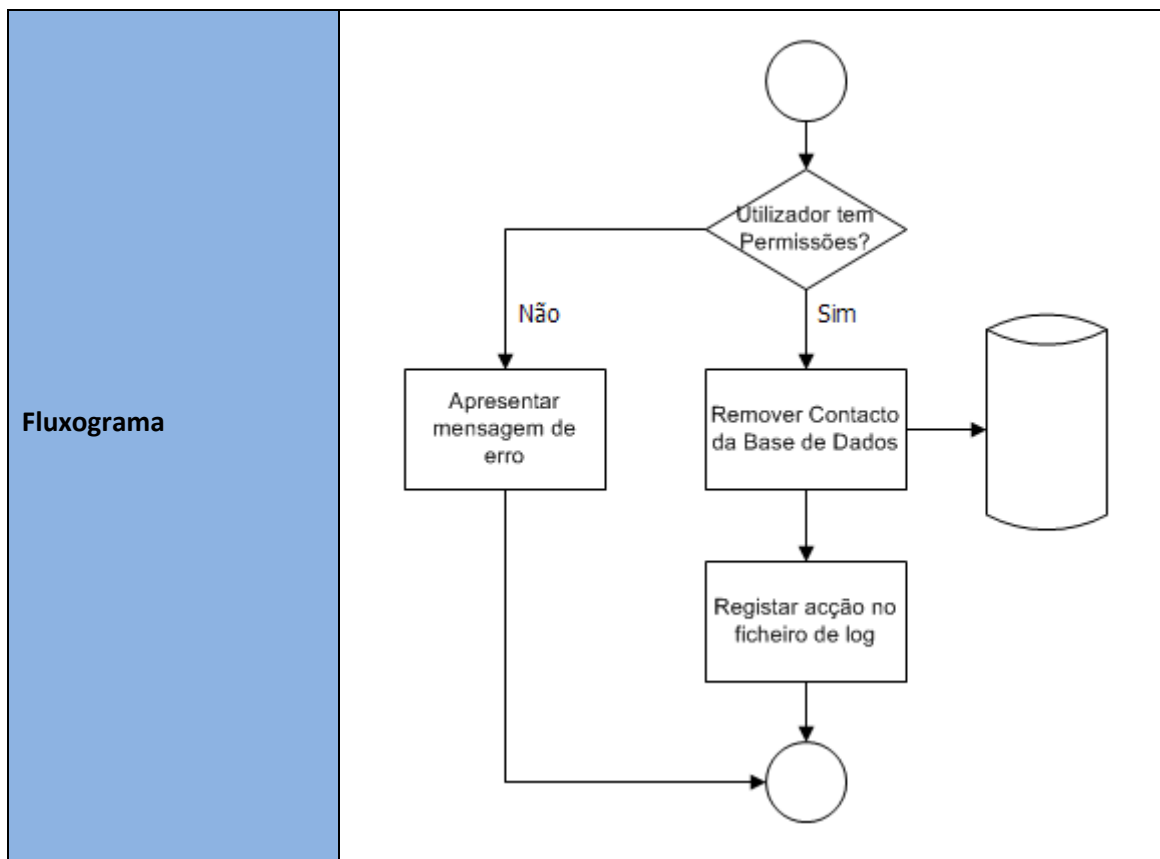 Fluxograma
Utilizador tem
Permissões?
Não
Sim
Apresentar
mensagem de
erro
Remover Contacto
da Base de Dados
Registar acção no
ficheiro de log